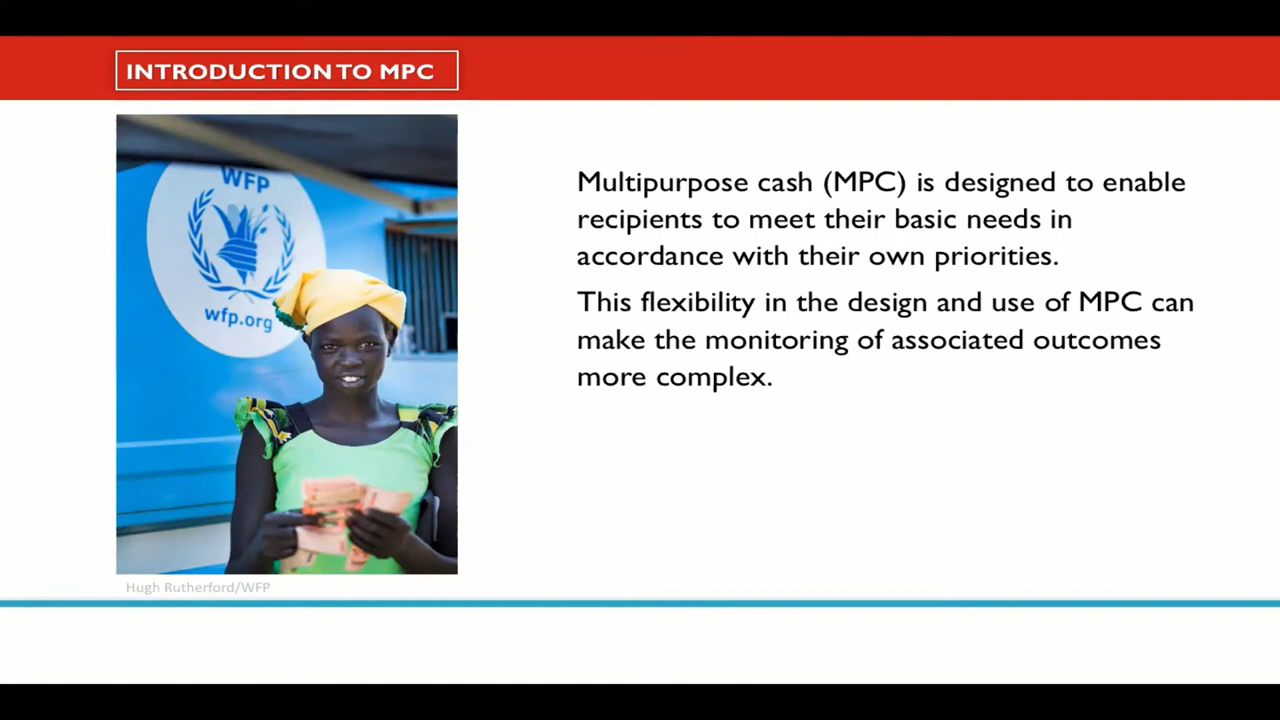 INTRODUCTION TO MPC
WFP
wfp.org
Multipurpose cash (MPC) is designed to enable
recipients to meet their basic needs in
accordance with their own priorities.
This flexibility in the design and use of MPC can
make the monitoring of associated outcomes
more complex.
Hugh Rutherford/WFP